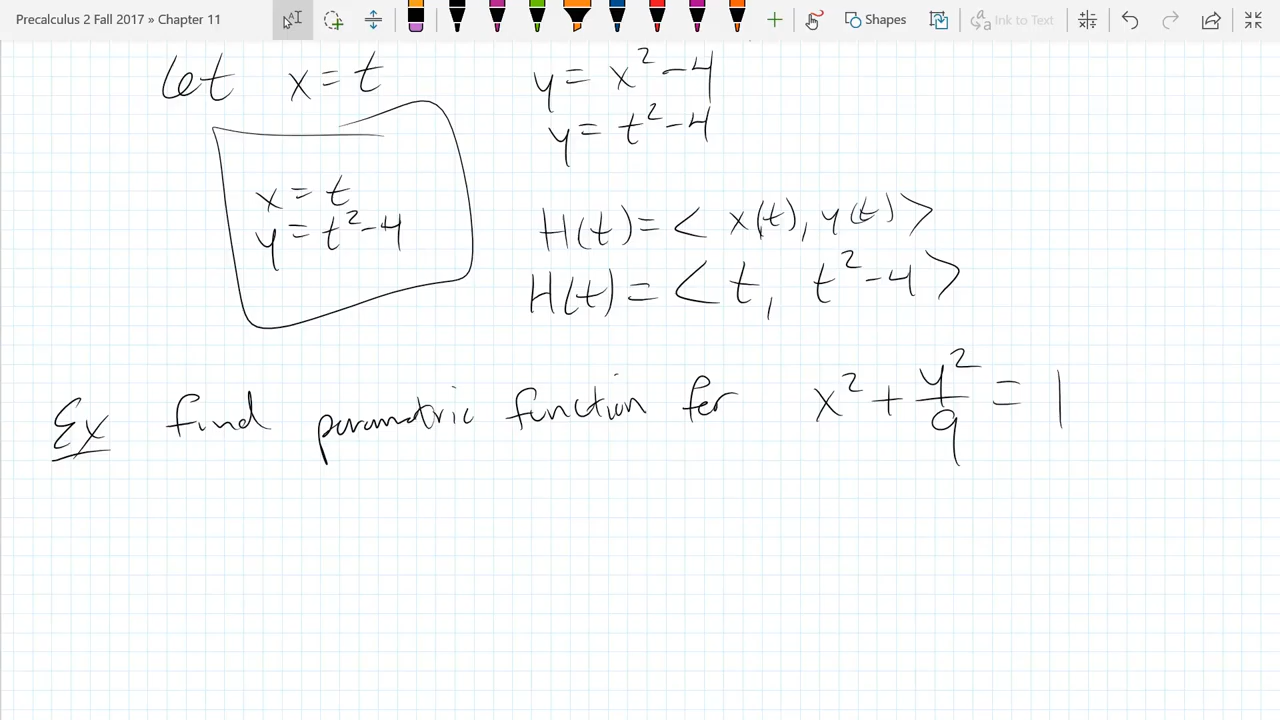 Precalculus 2 Fall 2017 » Chapter 11
Shapes
Ink to Text
let x = t
y = x² - 4
y = t² - 4
x = t
y = t² - 4
H(t) = < x(t), y(t) >
H(t) = < t, t² - 4 >
Ex find parametric function for x² + y²/9 = 1